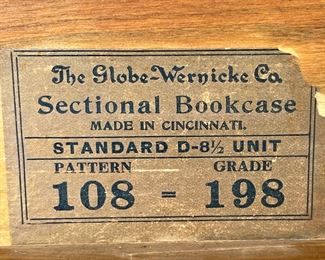 The Globe-Wernicke Co.
Sectional Bookcase
MADE IN CINCINNATI.
STANDARD D-8½ UNIT
PATTERN GRADE
108 = 198